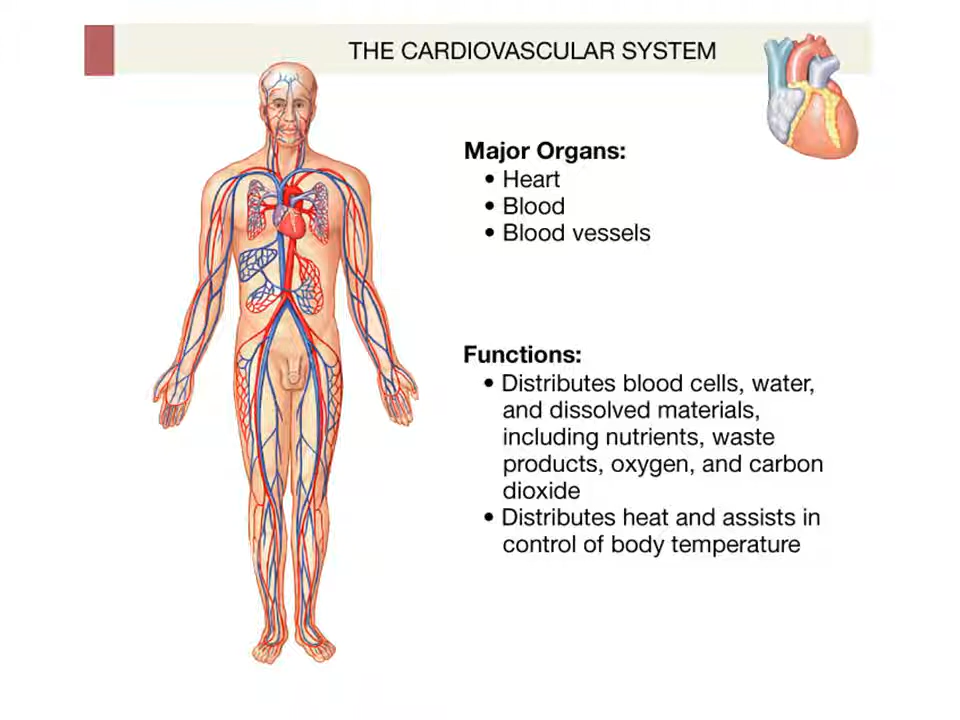 THE CARDIOVASCULAR SYSTEM
Major Organs:
• Heart
• Blood
• Blood vessels
Functions:
• Distributes blood cells, water,
and dissolved materials,
including nutrients, waste
products, oxygen, and carbon
dioxide
• Distributes heat and assists in
control of body temperature